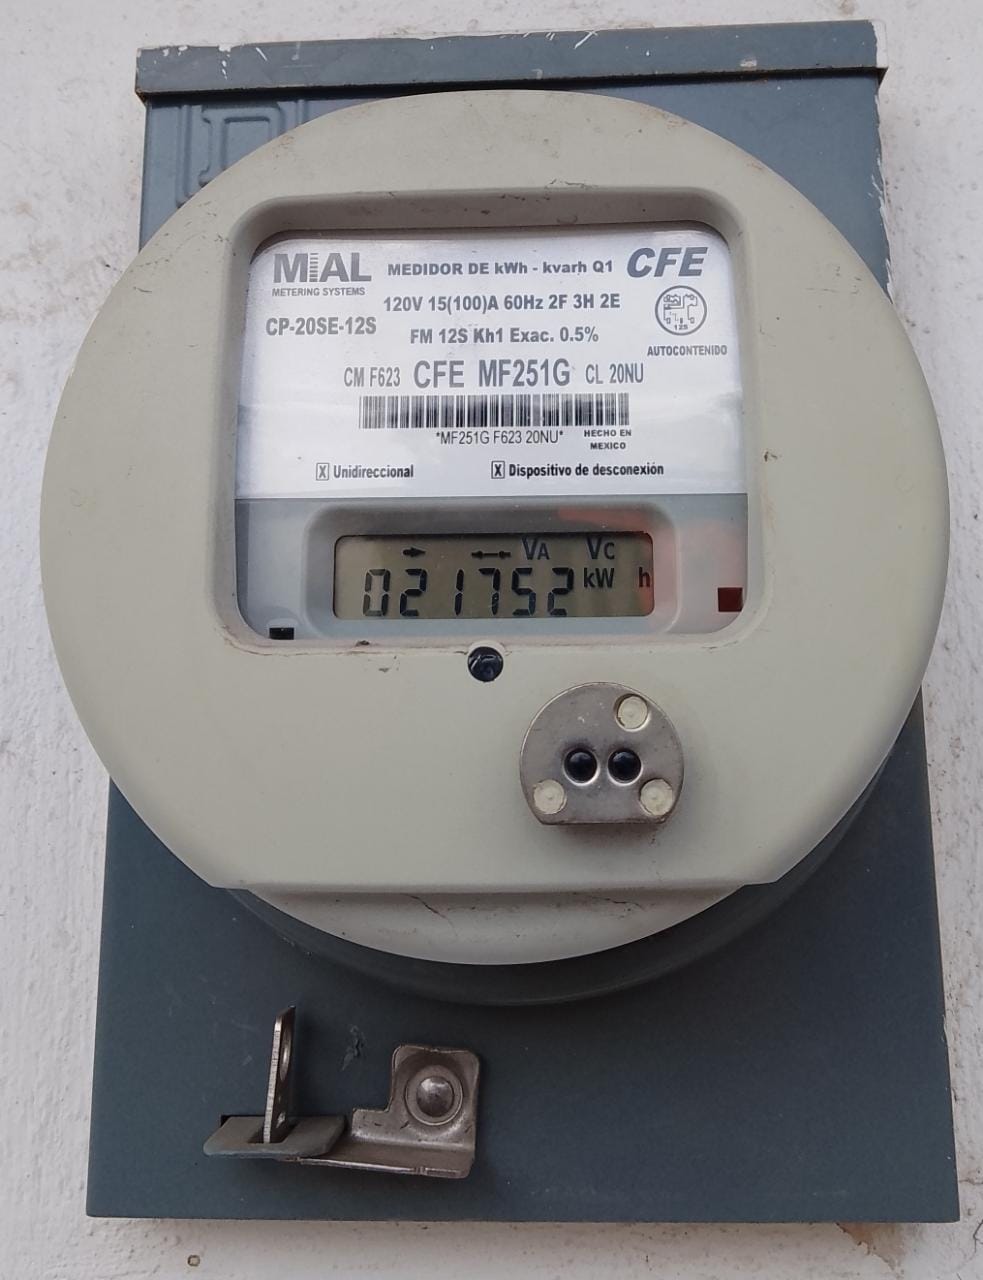 MIAL
METERING SYSTEMS
MEDIDOR DE kWh - kvarh Q1
CFE
120V 15(100)A 60Hz 2F 3H 2E
CP-20SE-12S
FM 12S Kh1 Exac. 0.5%
12S
AUTOCONTENIDO
CM F623 CFE MF251G CL 20NU
*MF251G F623 20NU*
HECHO EN
MEXICO
X Unidireccional
X Dispositivo de desconexión
VA VC
021752 kW h